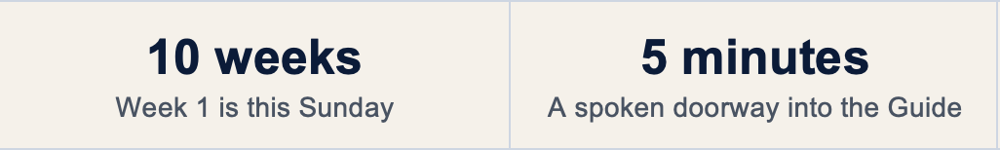 10 weeks
Week 1 is this Sunday
5 minutes
A spoken doorway into the Guide